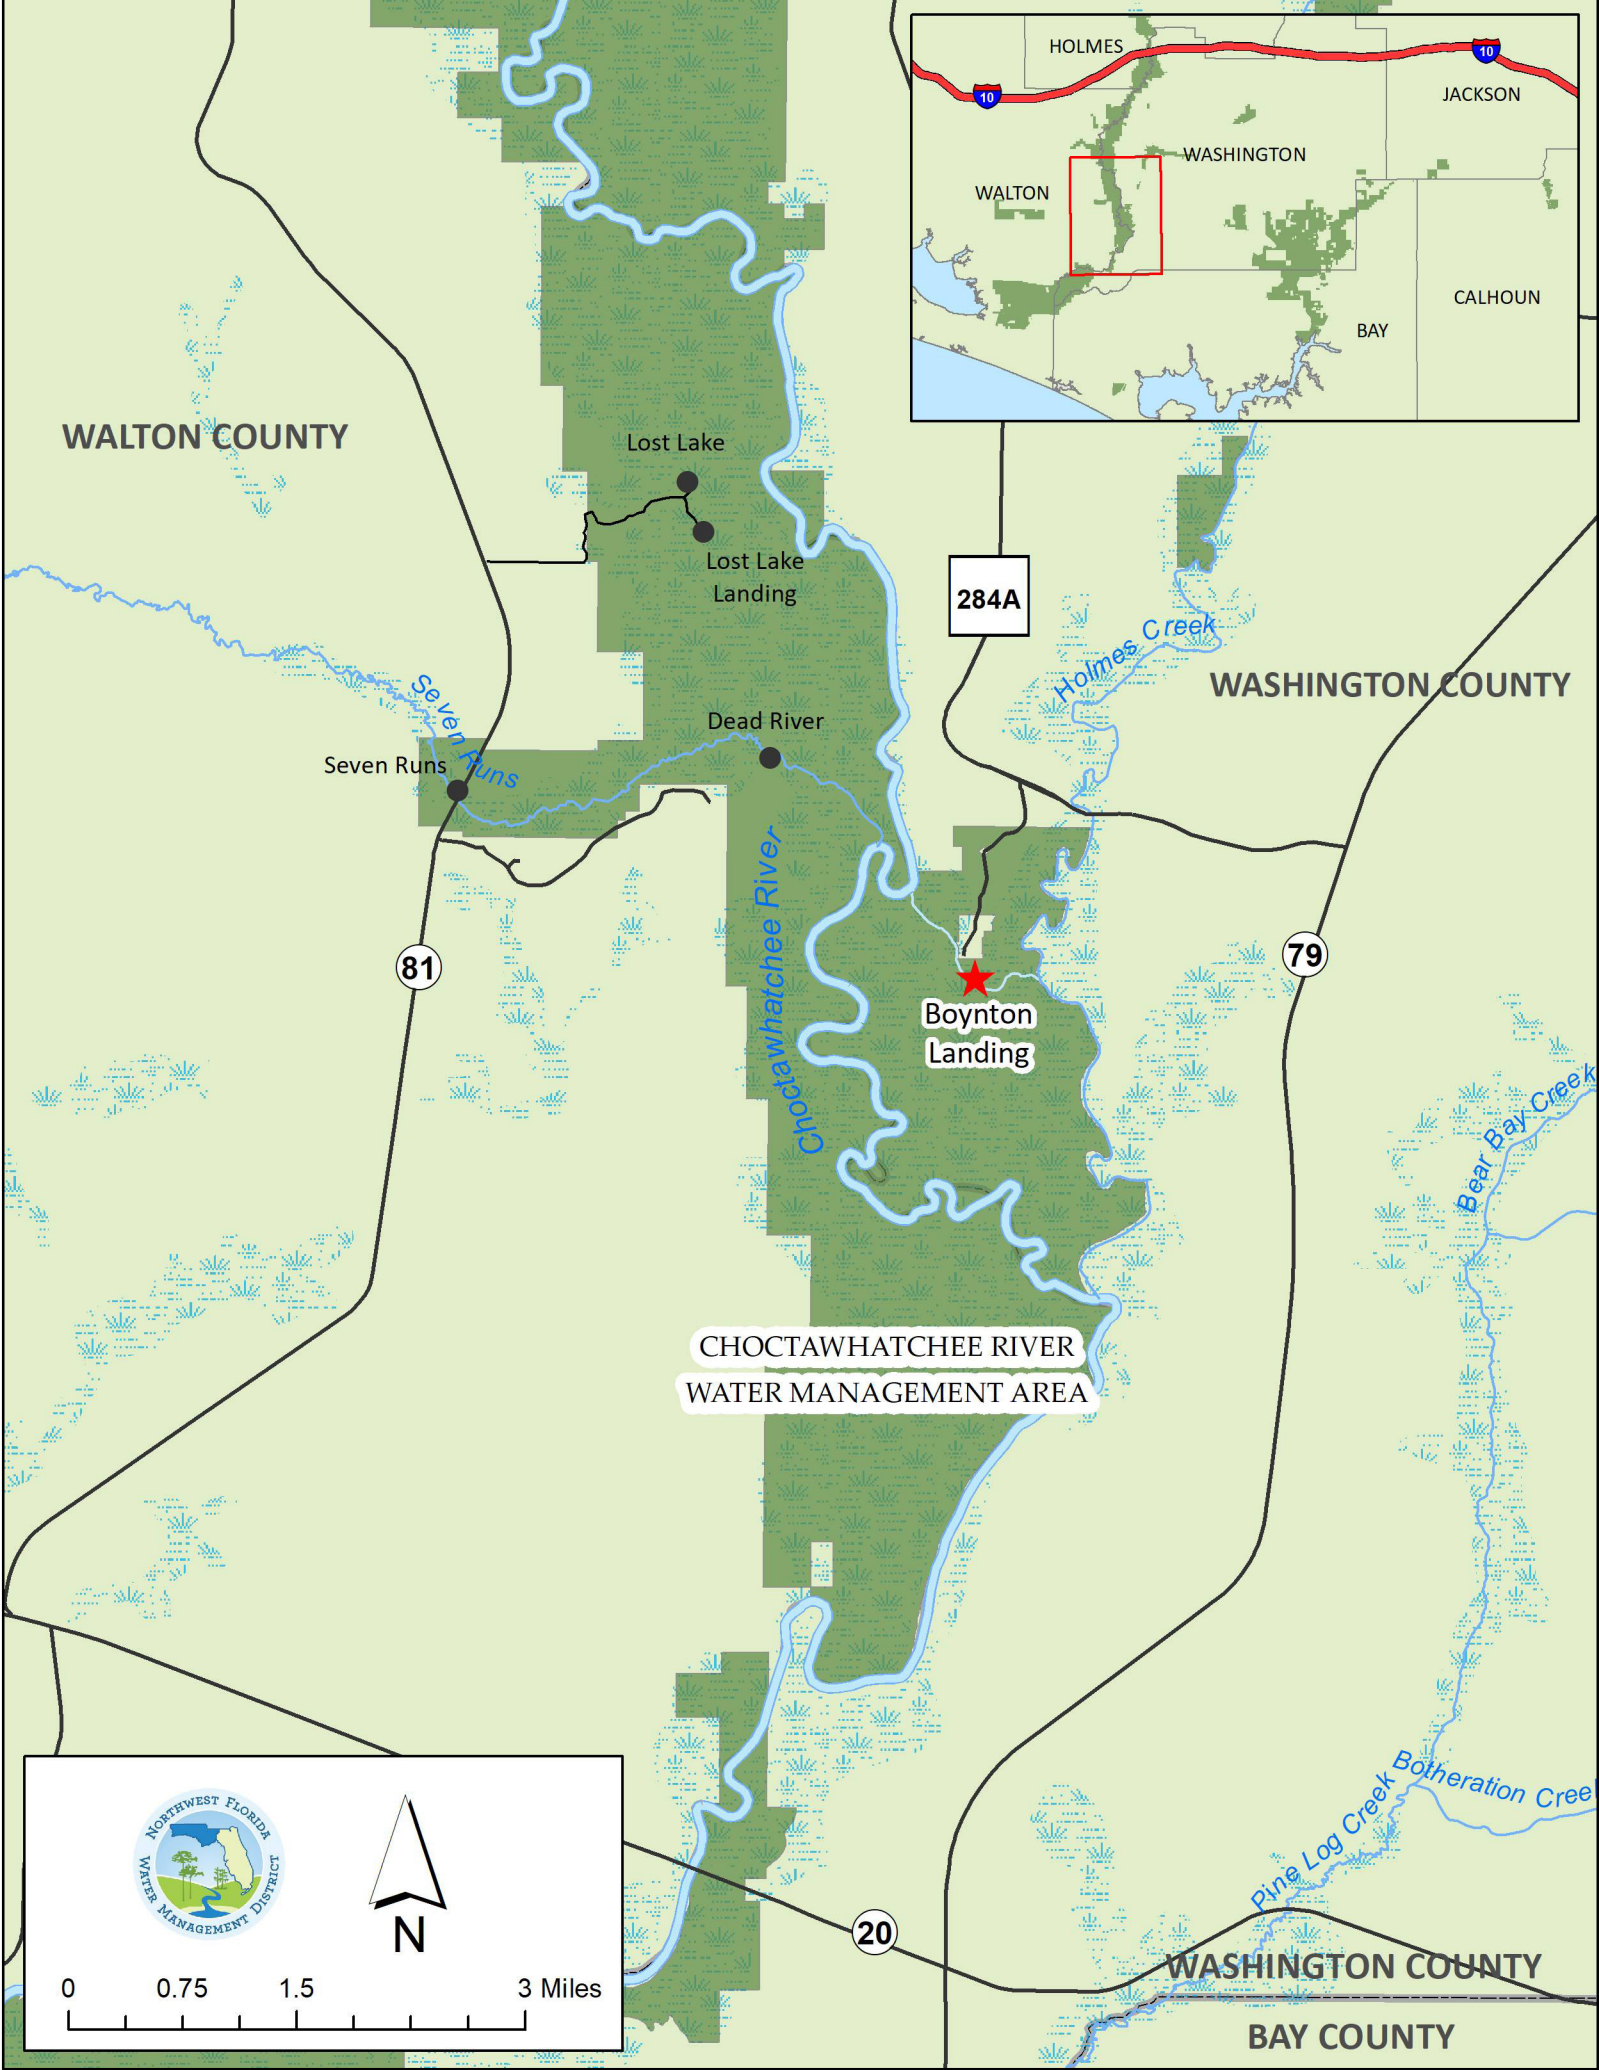 HOLMES
10
10
JACKSON
WASHINGTON
WALTON
CALHOUN
BAY
WALTON COUNTY
Lost Lake
Lost Lake
Landing
284A
Holmes Creek
WASHINGTON COUNTY
Seven Runs
Dead River
Seven Runs
Choctawhatchee River
81
79
Boynton
Landing
Bear Bay Creek
CHOCTAWHATCHEE RIVER
WATER MANAGEMENT AREA
Botheration Cree
Pine Log Creek
20
WASHINGTON COUNTY
BAY COUNTY
NORTHWEST FLORIDA
WATER MANAGEMENT DISTRICT
N
0 0.75 1.5 3 Miles